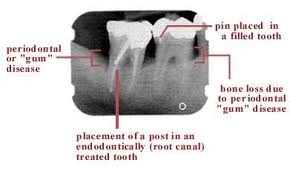 pin placed in
a filled tooth
periodontal
or "gum"
disease
bone loss due
to periodontal
"gum" disease
placement of a post in an
endodontically (root canal)
treated tooth